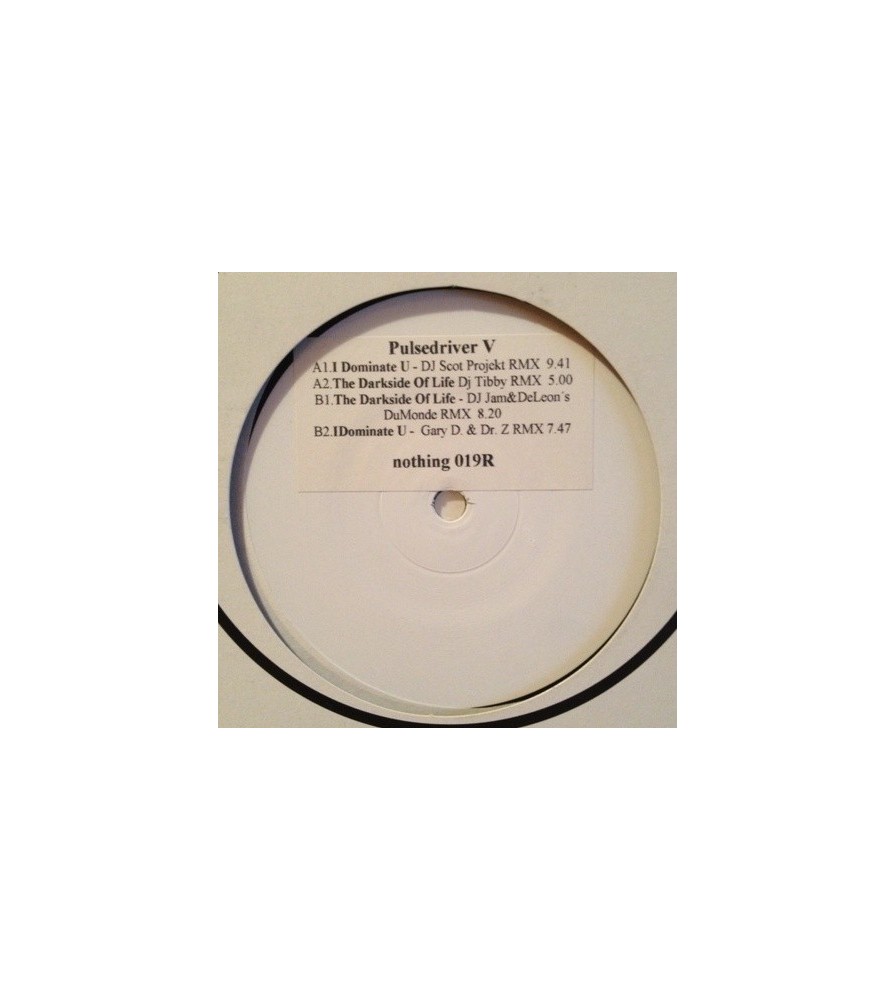 Pulsedriver V
A1.I Dominate U - DJ Scot Projekt RMX 9.41
A2.The Darkside Of Life Dj Tibby RMX 5.00
B1.The Darkside Of Life - DJ Jam&DeLeon´s
DuMonde RMX 8.20
B2.IDominate U - Gary D. & Dr. Z RMX 7.47
nothing 019R